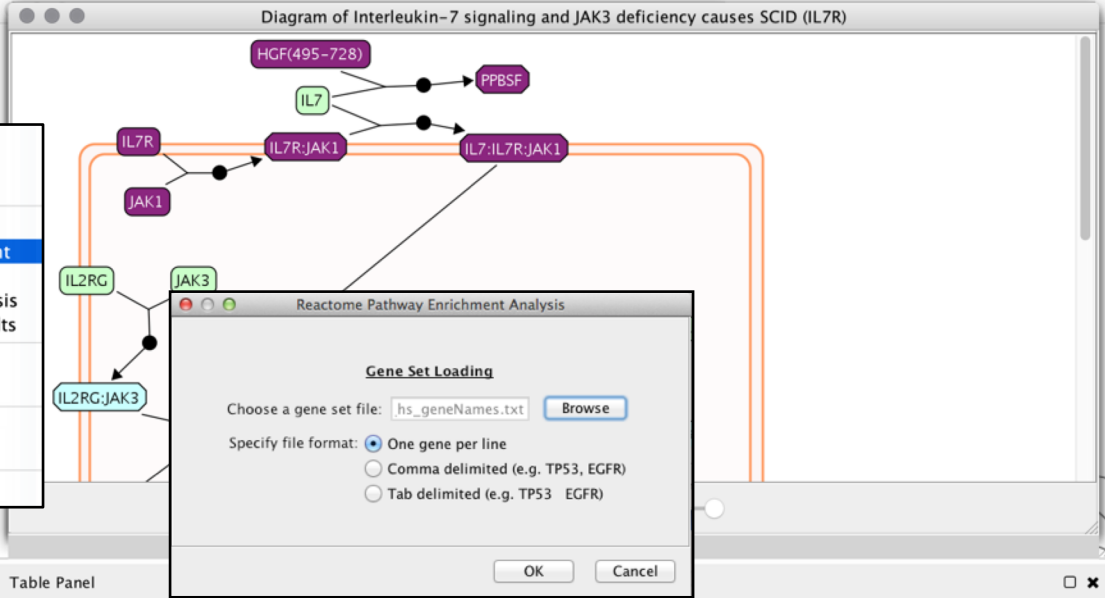 Diagram of Interleukin-7 signaling and JAK3 deficiency causes SCID (IL7R)
HGF(495-728)
PPBSF
IL7
IL7R
IL7R:JAK1
IL7:IL7R:JAK1
JAK1
IL2RG
JAK3
IL2RG:JAK3
Reactome Pathway Enrichment Analysis
Gene Set Loading
Choose a gene set file: hs_geneNames.txt Browse
Specify file format: One gene per line
Comma delimited (e.g. TP53, EGFR)
Tab delimited (e.g. TP53 EGFR)
OK Cancel
Table Panel